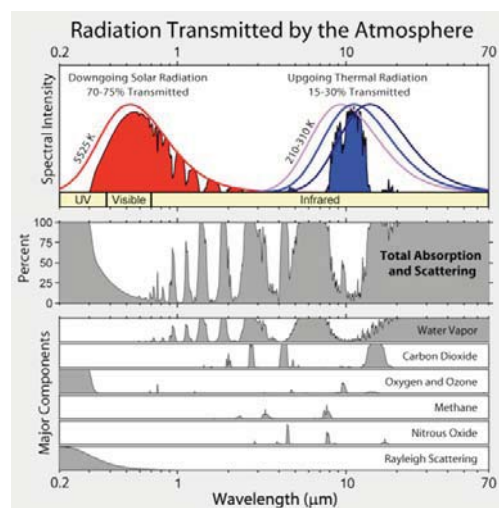 Radiation Transmitted by the Atmosphere
0.2 1 10 70
Downgoing Solar Radiation
70-75% Transmitted
Upgoing Thermal Radiation
15-30% Transmitted
Spectral Intensity
5525 K
210-310 K
UV Visible Infrared
Percent
100
75
50
25
0
Total Absorption
and Scattering
Major Components
Water Vapor
Carbon Dioxide
Oxygen and Ozone
Methane
Nitrous Oxide
Rayleigh Scattering
0.2 1 10 70
Wavelength (μm)